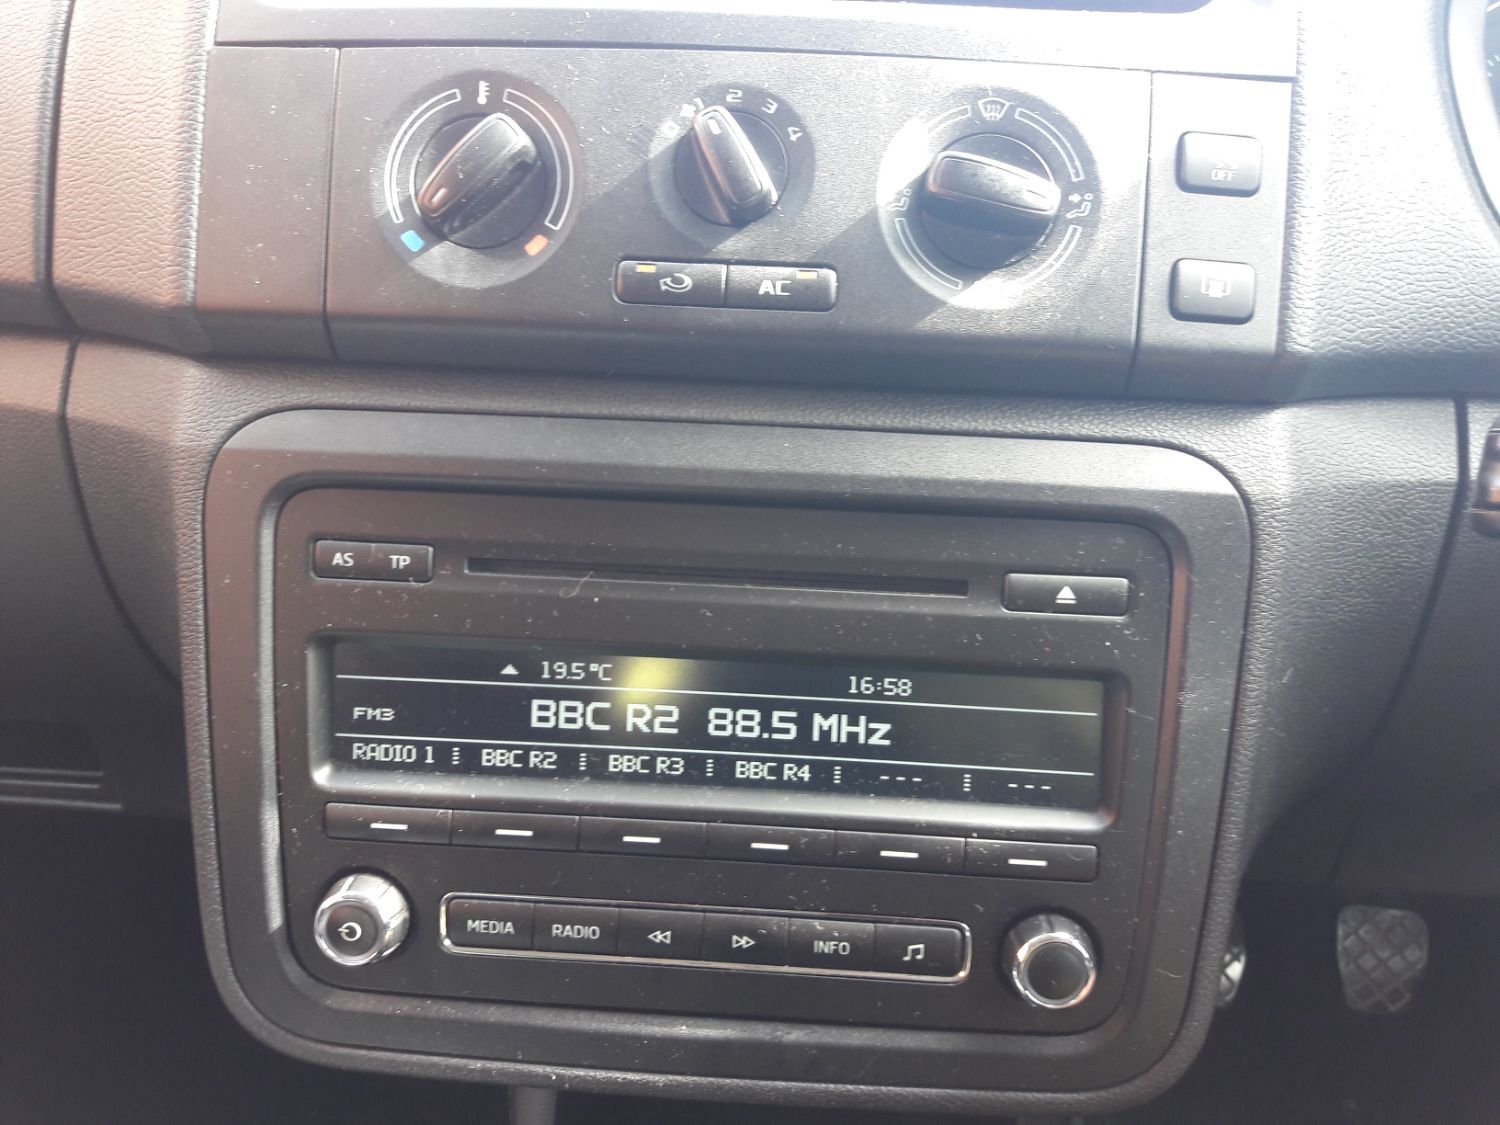 0 1 2 3 4
OFF
AC
AS TP
19.5°C 16:58
FM3 BBC R2 88.5 MHz
RADIO 1 BBC R2 BBC R3 BBC R4 --- ---
MEDIA RADIO INFO